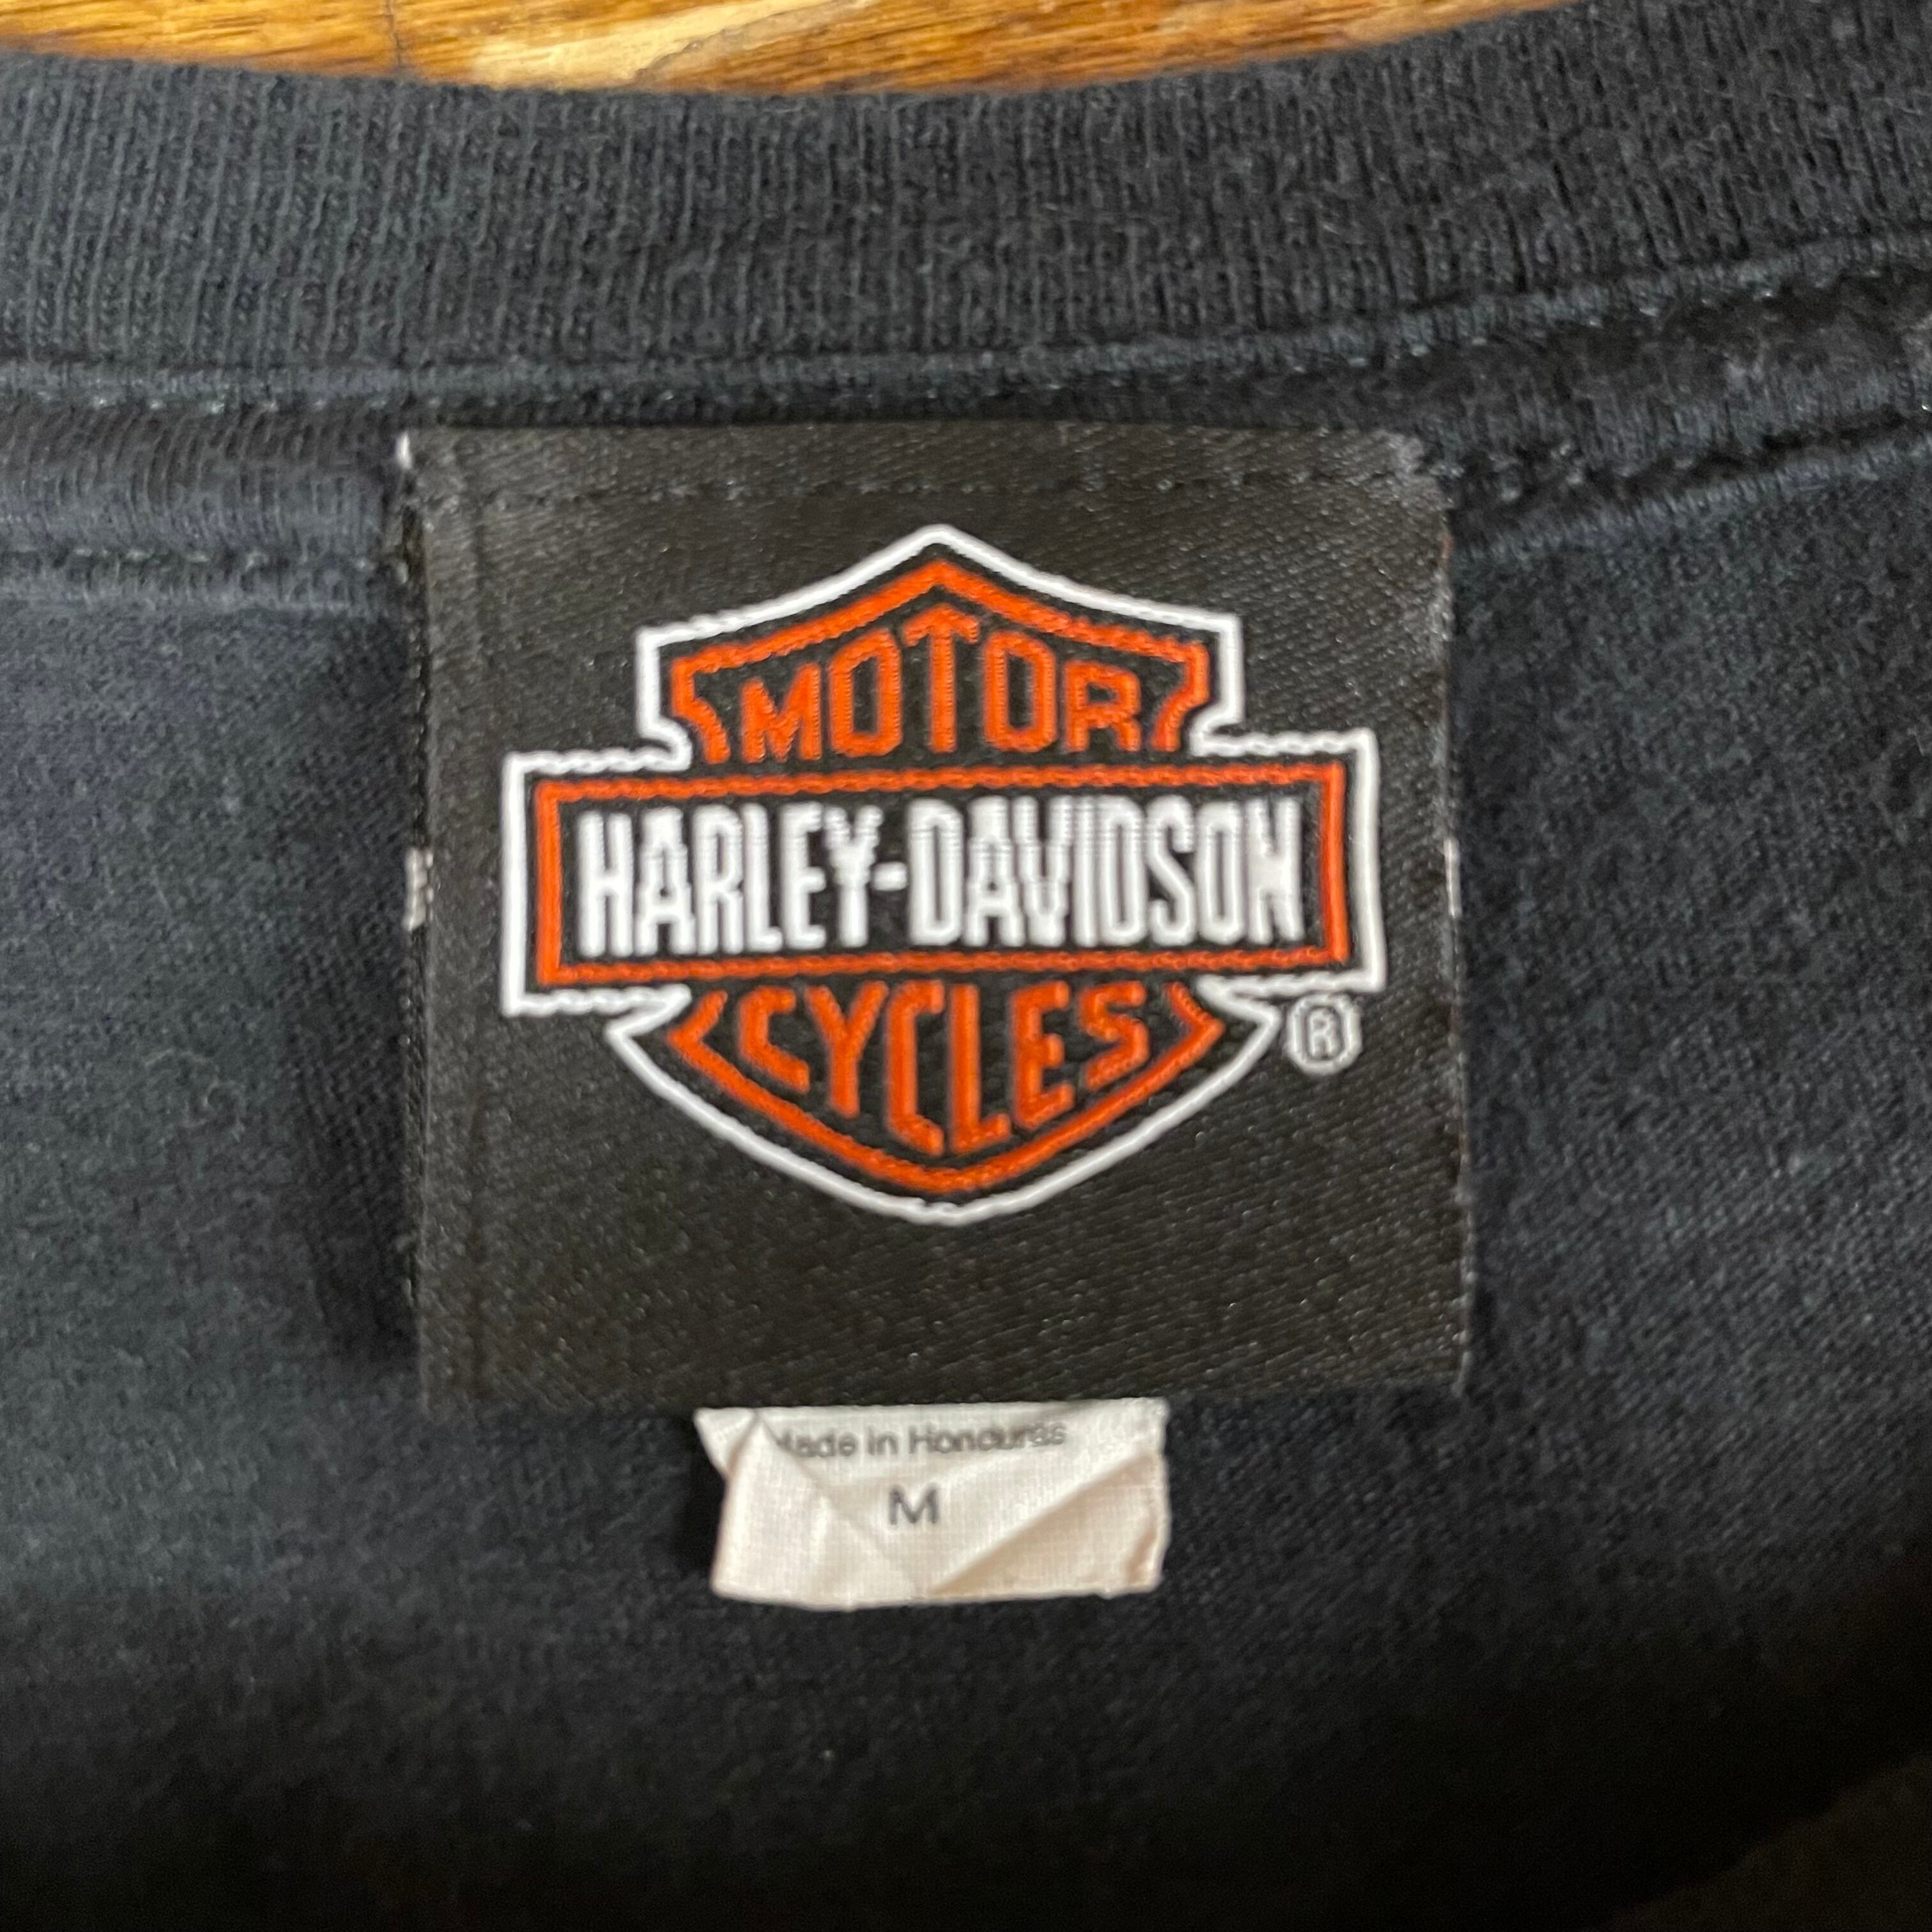 MOTOR
HARLEY-DAVIDSON
CYCLES
®
Made in Honduras
M